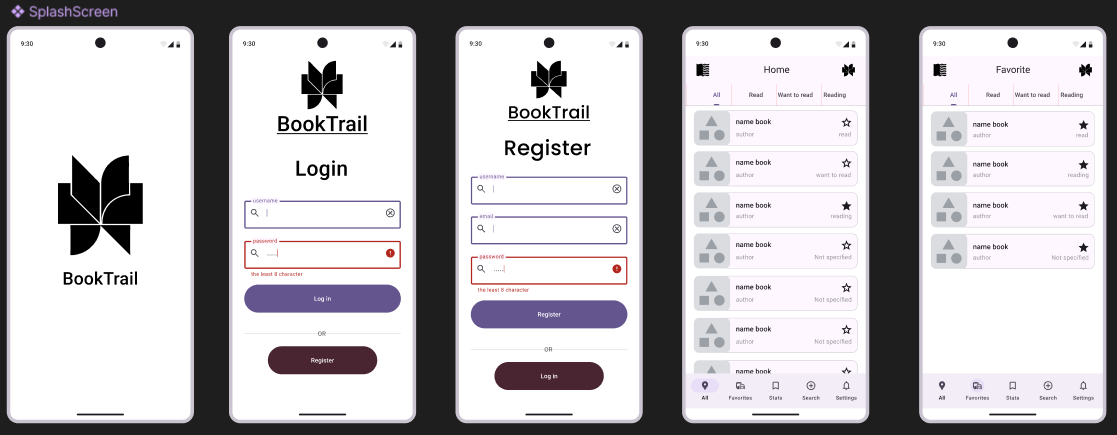 SplashScreen
9:30
BookTrail
9:30
BookTrail
Login
username
password
.....
the least 8 character
Log in
OR
Register
9:30
BookTrail
Register
username
email
password
.....
the least 8 character
Register
OR
Log in
9:30
Home
All Read Want to read Reading
name book
author read
name book
author want to read
name book
author reading
name book
author Not specified
name book
author Not specified
name book
author Not specified
name book
All Favorites Stats Search Settings
9:30
Favorite
All Read Want to read Reading
name book
author read
name book
author reading
name book
author want to read
name book
author Not specified
All Favorites Stats Search Settings